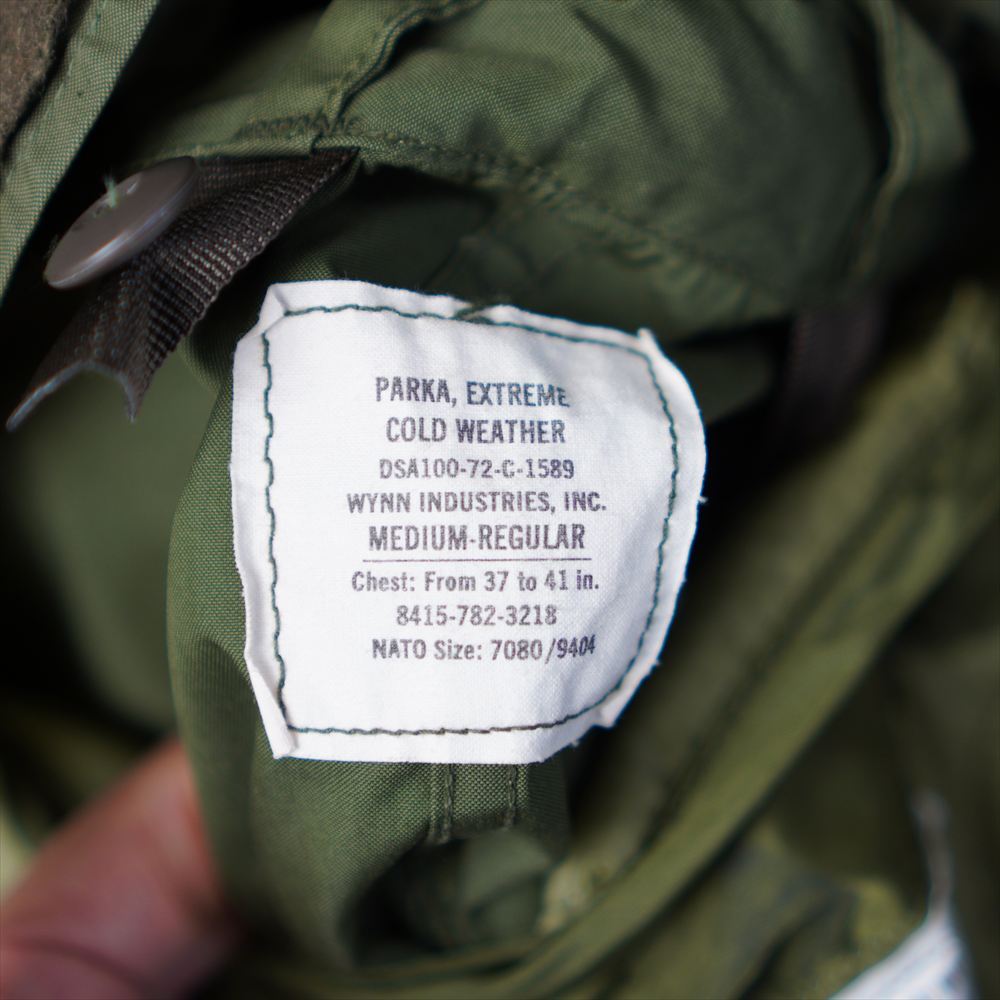 PARKA, EXTREME
COLD WEATHER
DSA100-72-C-1589
WYNN INDUSTRIES, INC.
MEDIUM-REGULAR
Chest: From 37 to 41 in.
8415-782-3218
NATO Size: 7080/9404